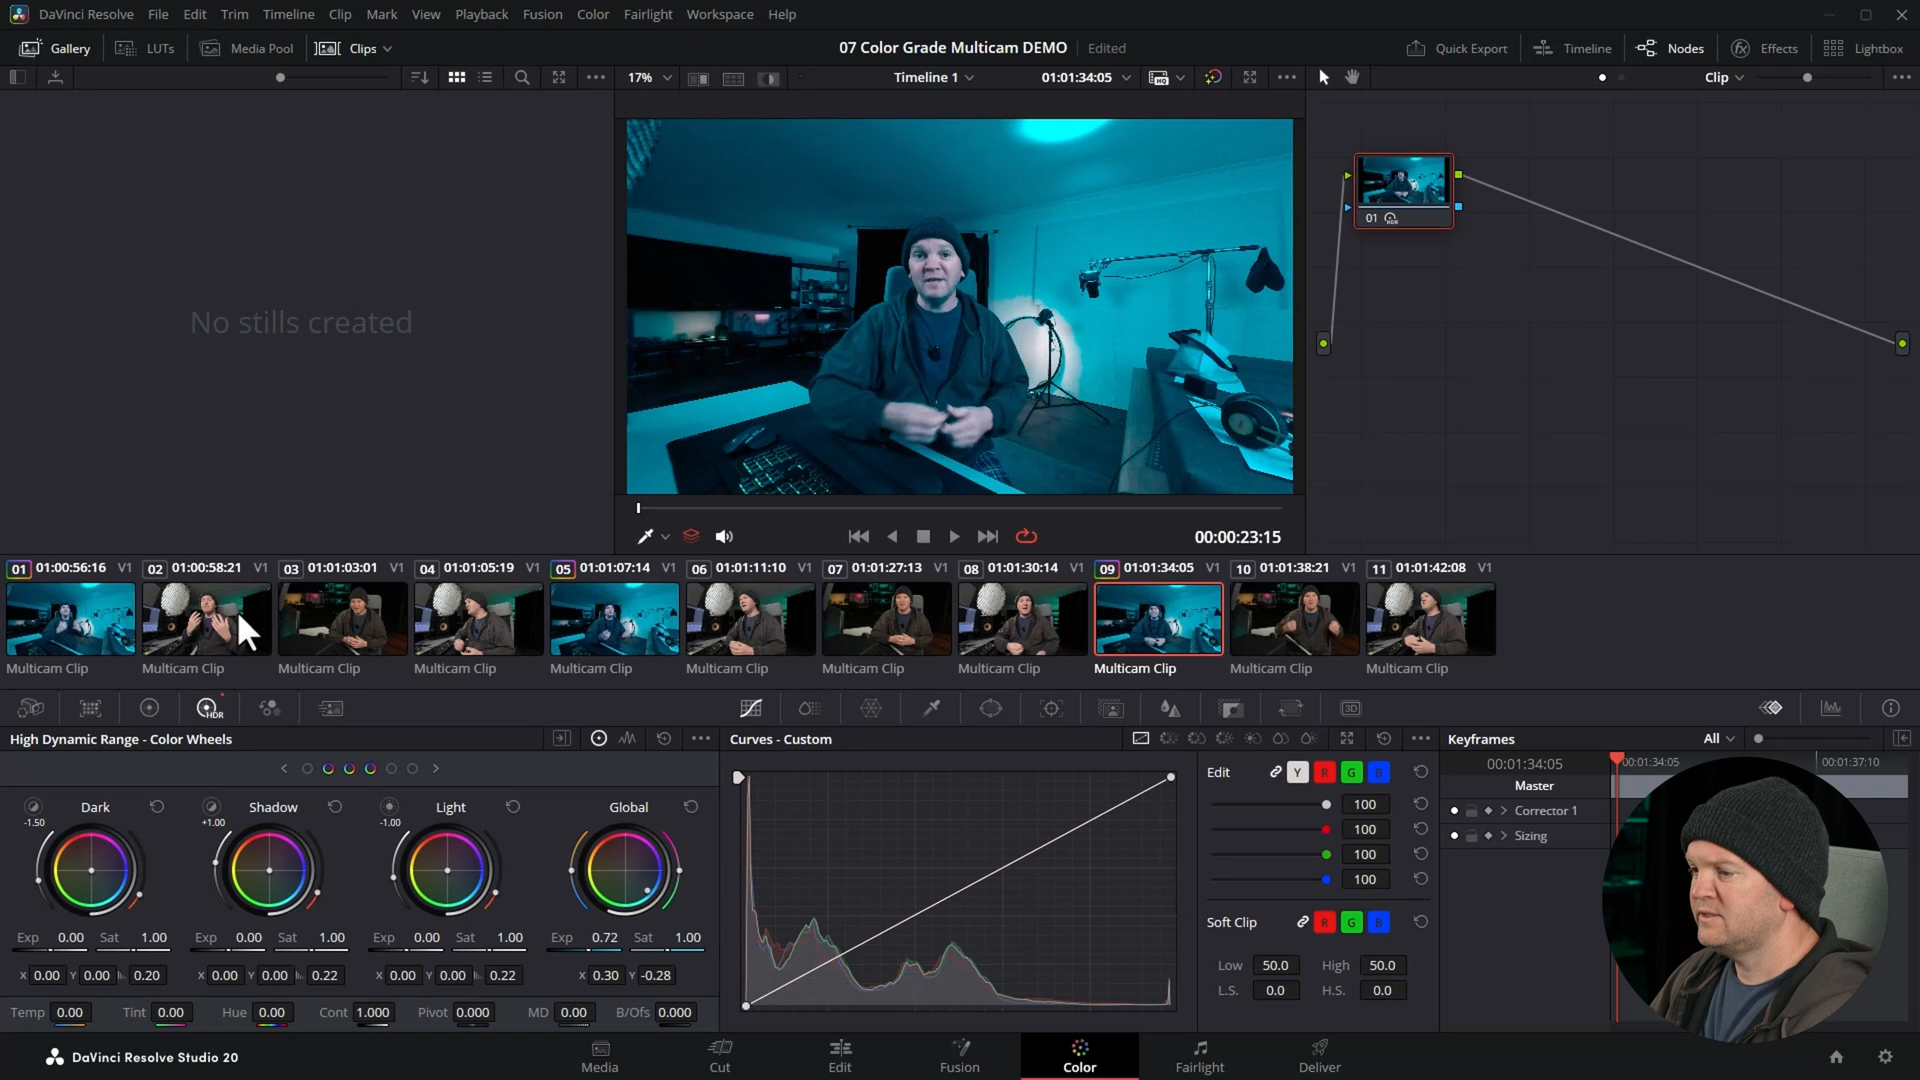 DaVinci Resolve File Edit Trim Timeline Clip Mark View Playback Fusion Color Fairlight Workspace Help
Gallery LUTs Media Pool Clips 07 Color Grade Multicam DEMO Edited Quick Export Timeline Nodes Effects Lightbox
17% Timeline 1 01:01:34:05 HQ Clip
No stills created
01 HDR
00:00:23:15
01 01:00:56:16 V1 02 01:00:58:21 V1 03 01:01:03:01 V1 04 01:01:05:19 V1 05 01:01:07:14 V1 06 01:01:11:10 V1 07 01:01:27:13 V1 08 01:01:30:14 V1 09 01:01:34:05 V1 10 01:01:38:21 V1 11 01:01:42:08 V1
Multicam Clip Multicam Clip Multicam Clip Multicam Clip Multicam Clip Multicam Clip Multicam Clip Multicam Clip Multicam Clip Multicam Clip Multicam Clip
HDR 3D
High Dynamic Range - Color Wheels Curves - Custom Keyframes All
00:01:34:05 00:01:34:05 00:01:37:10
Edit Y R G B
Master
Dark Shadow Light Global
-1.50 +1.00 -1.00
100
100
100
100
Corrector 1
Sizing
Soft Clip R G B
Exp 0.00 Sat 1.00 Exp 0.00 Sat 1.00 Exp 0.00 Sat 1.00 Exp 0.72 Sat 1.00
X 0.00 Y 0.00 0.20 X 0.00 Y 0.00 0.22 X 0.00 Y 0.00 0.22 X 0.30 Y -0.28
Low 50.0 High 50.0
L.S. 0.0 H.S. 0.0
Temp 0.00 Tint 0.00 Hue 0.00 Cont 1.000 Pivot 0.000 MD 0.00 B/Ofs 0.000
DaVinci Resolve Studio 20 Media Cut Edit Fusion Color Fairlight Deliver